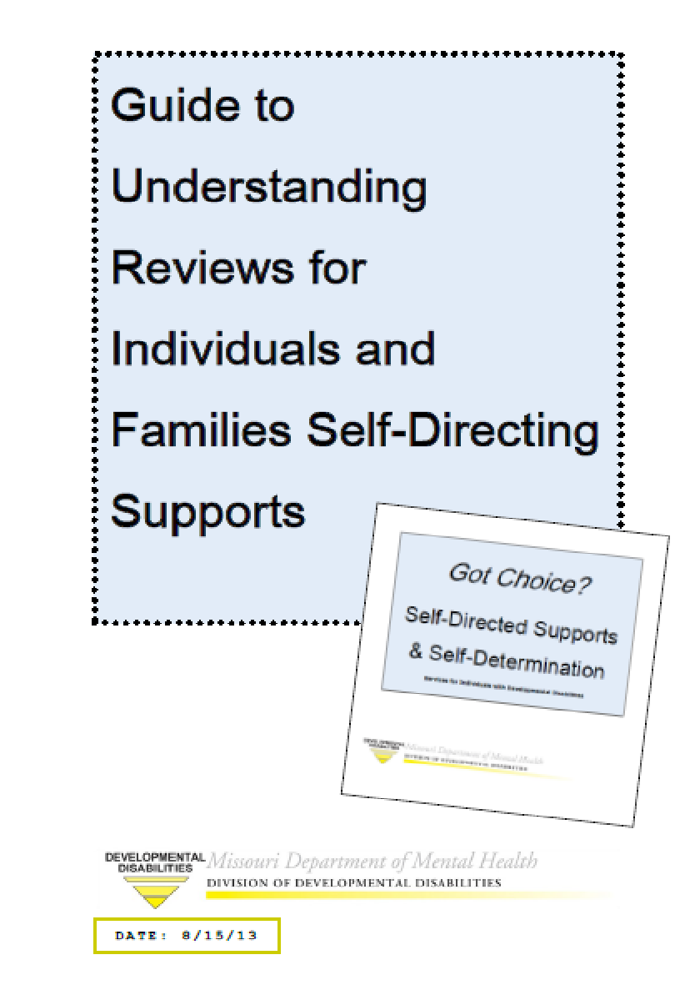 Guide to
Understanding
Reviews for
Individuals and
Families Self-Directing
Supports
Got Choice?
Self-Directed Supports
& Self-Determination
Services for Individuals with Developmental Disabilities
DEVELOPMENTAL
DISABILITIES
Missouri Department of Mental Health
DIVISION OF DEVELOPMENTAL DISABILITIES
DEVELOPMENTAL
DISABILITIES
Missouri Department of Mental Health
DIVISION OF DEVELOPMENTAL DISABILITIES
DATE: 8/15/13